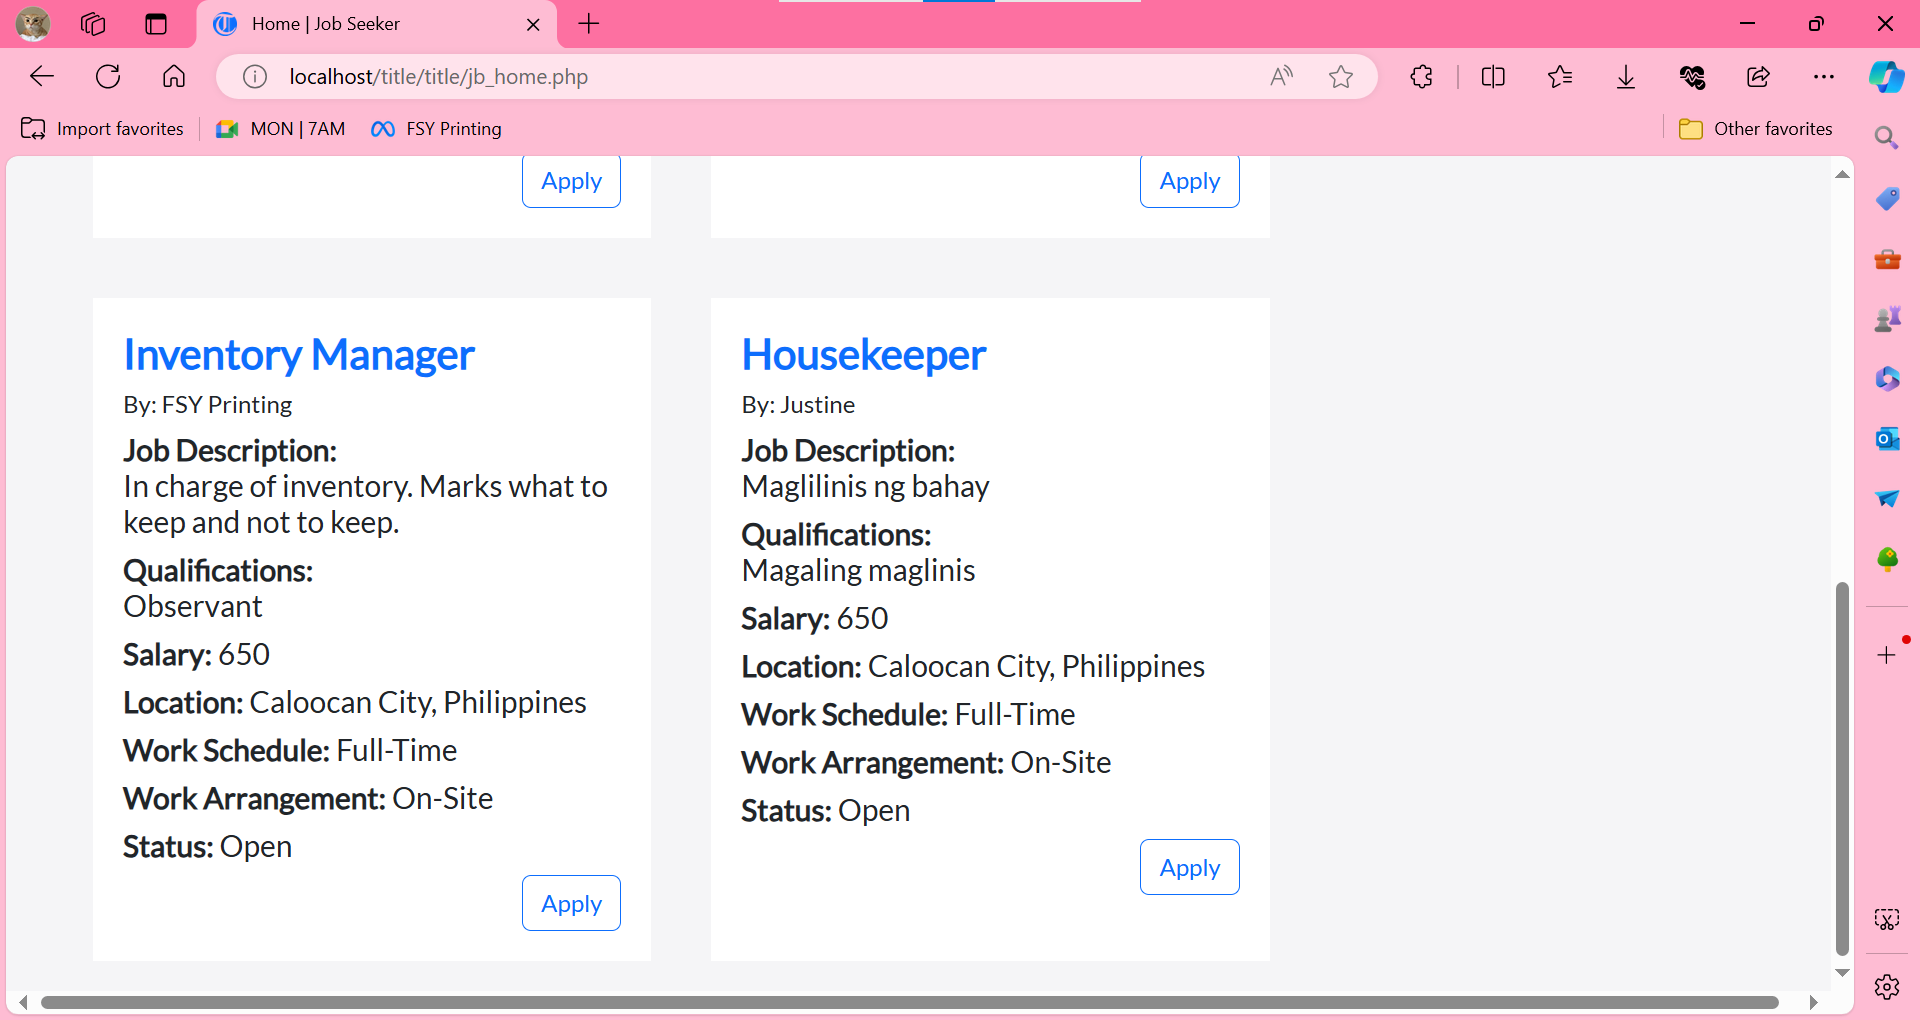 Home | Job Seeker
localhost/title/title/jb_home.php
Import favorites
MON | 7AM
FSY Printing
Other favorites
Apply
Apply
Inventory Manager
By: FSY Printing
Job Description:
In charge of inventory. Marks what to
keep and not to keep.
Qualifications:
Observant
Salary: 650
Location: Caloocan City, Philippines
Work Schedule: Full-Time
Work Arrangement: On-Site
Status: Open
Apply
Housekeeper
By: Justine
Job Description:
Maglilinis ng bahay
Qualifications:
Magaling maglinis
Salary: 650
Location: Caloocan City, Philippines
Work Schedule: Full-Time
Work Arrangement: On-Site
Status: Open
Apply